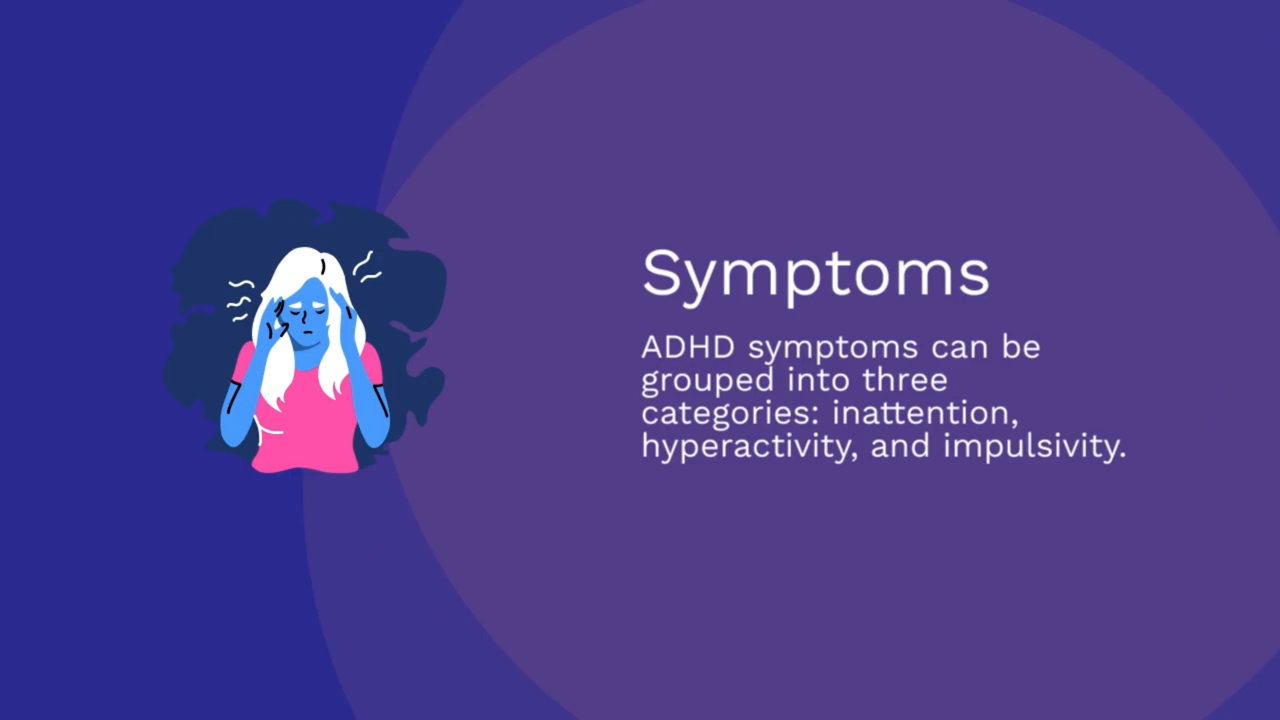 Symptoms
ADHD symptoms can be
grouped into three
categories: inattention,
hyperactivity, and impulsivity.